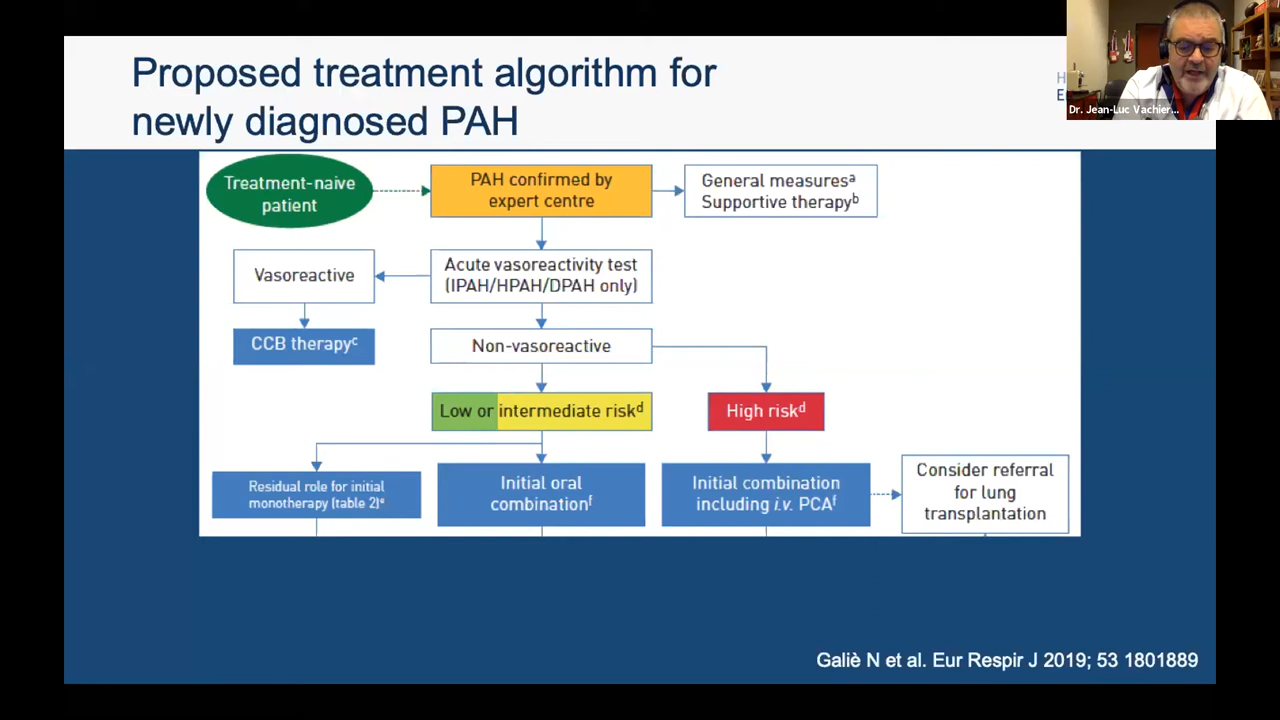 Proposed treatment algorithm for
newly diagnosed PAH
H
E
Dr. Jean-Luc Vachier...
Treatment-naive
patient
PAH confirmed by
expert centre
General measuresᵃ
Supportive therapyᵇ
Vasoreactive
Acute vasoreactivity test
(IPAH/HPAH/DPAH only)
CCB therapyᶜ
Non-vasoreactive
Low or intermediate riskᵈ
High riskᵈ
Residual role for initial
monotherapy (table 2)ᵉ
Initial oral
combinationᶠ
Initial combination
including i.v. PCAᶠ
Consider referral
for lung
transplantation
Galiè N et al. Eur Respir J 2019; 53 1801889